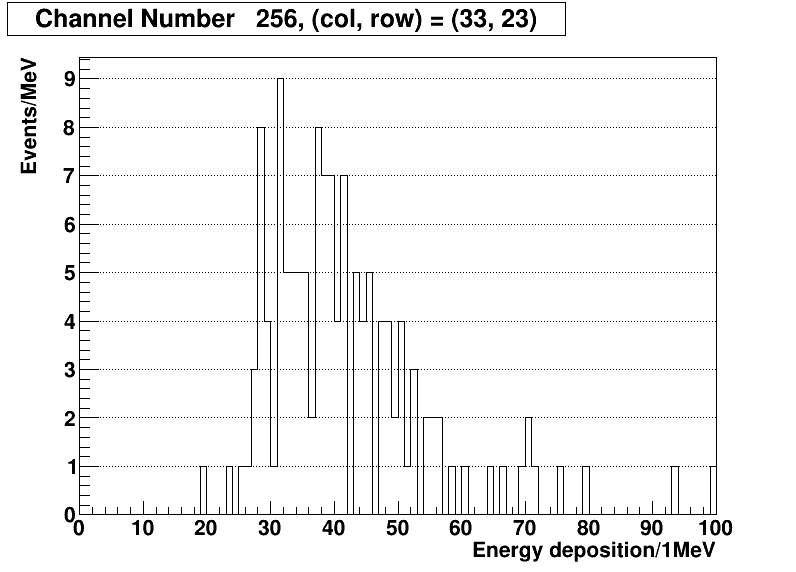 Channel Number 256, (col, row) = (33, 23)
Events/MeV
9
8
7
6
5
4
3
2
1
0
0 10 20 30 40 50 60 70 80 90 100
Energy deposition/1MeV